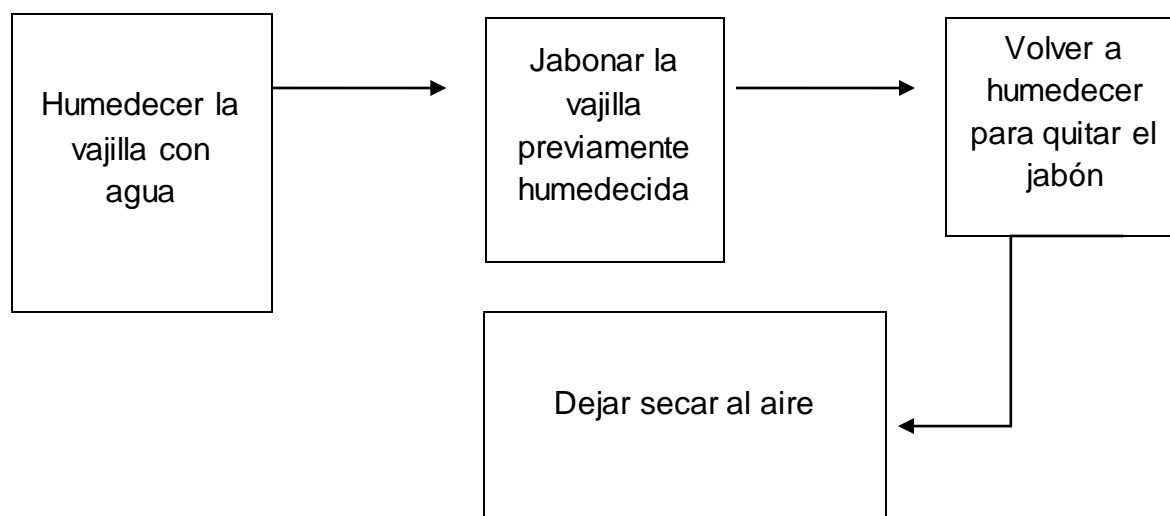 Humedecer la
vajilla con
agua
Jabonar la
vajilla
previamente
humedecida
Volver a
humedecer
para quitar el
jabón
Dejar secar al aire